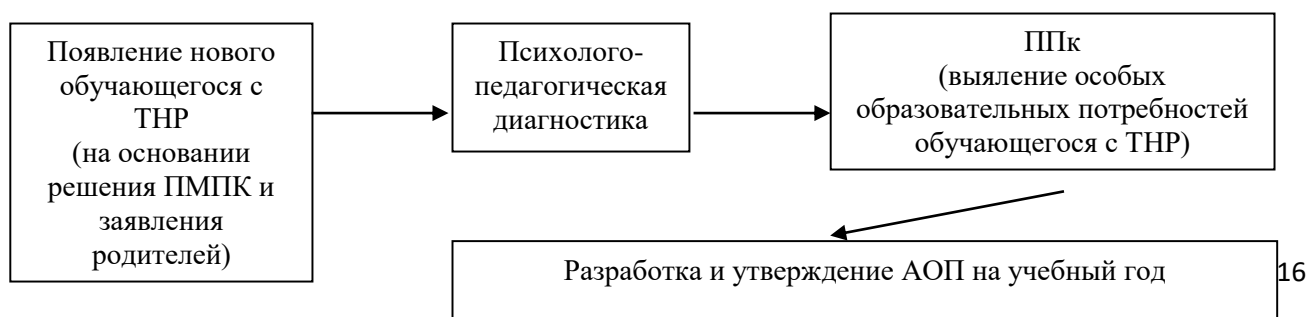 Появление нового
обучающегося с
ТНР
(на основании
решения ПМПК и
заявления
родителей)
Психолого-
педагогическая
диагностика
ППк
(выяление особых
образовательных потребностей
обучающегося с ТНР)
Разработка и утверждение АОП на учебный год
16